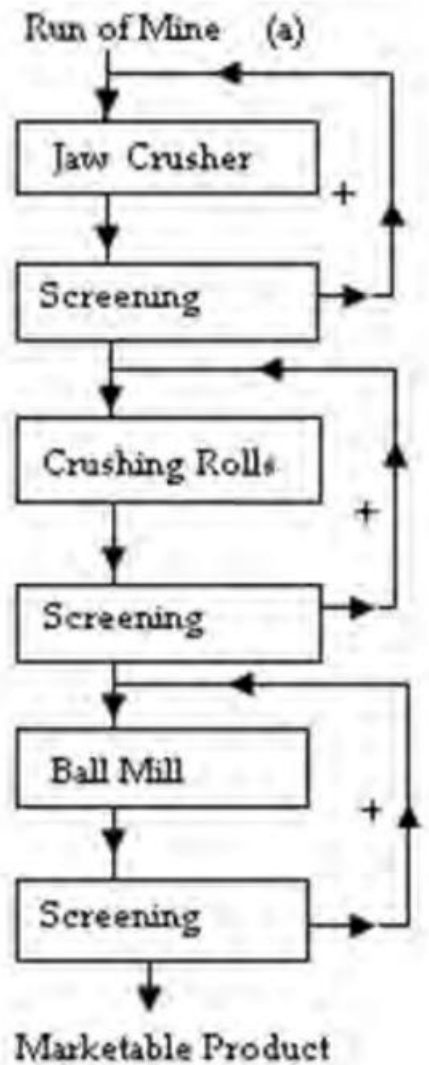 Run of Mine (a)
Jaw Crusher
+
Screening
Crushing Rolls
+
Screening
Ball Mill
+
Screening
Marketable Product